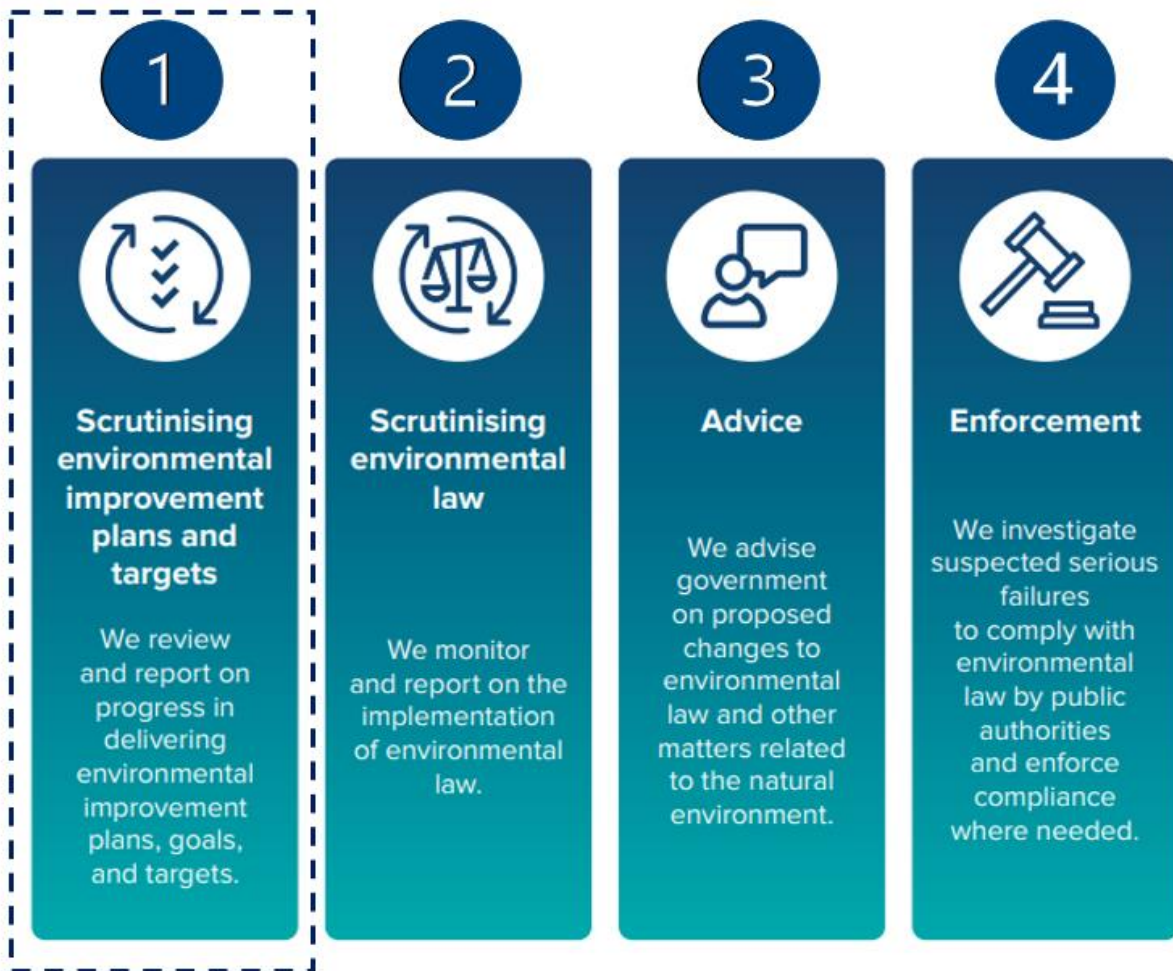 1
Scrutinising
environmental
improvement
plans and
targets
We review
and report on
progress in
delivering
environmental
improvement
plans, goals,
and targets.
2
Scrutinising
environmental
law
We monitor
and report on the
implementation
of environmental
law.
3
Advice
We advise
government
on proposed
changes to
environmental
law and other
matters related
to the natural
environment.
4
Enforcement
We investigate
suspected serious
failures
to comply with
environmental
law by public
authorities
and enforce
compliance
where needed.